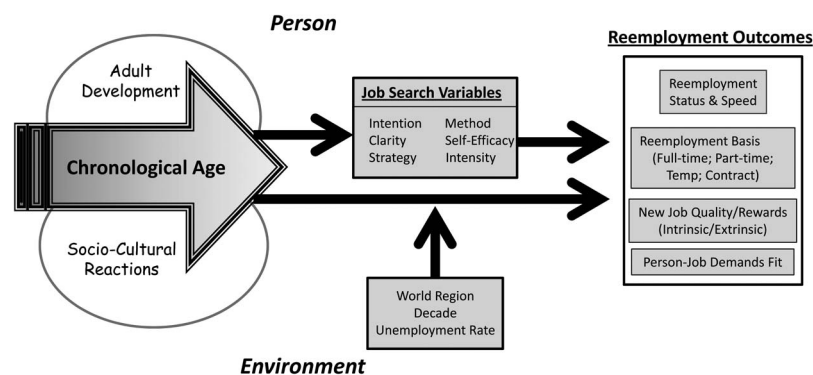 Person
Reemployment Outcomes
Adult
Development
Chronological Age
Socio-Cultural
Reactions
Job Search Variables
Intention Method
Clarity Self-Efficacy
Strategy Intensity
Reemployment
Status & Speed
Reemployment Basis
(Full-time; Part-time;
Temp; Contract)
New Job Quality/Rewards
(Intrinsic/Extrinsic)
Person-Job Demands Fit
World Region
Decade
Unemployment Rate
Environment